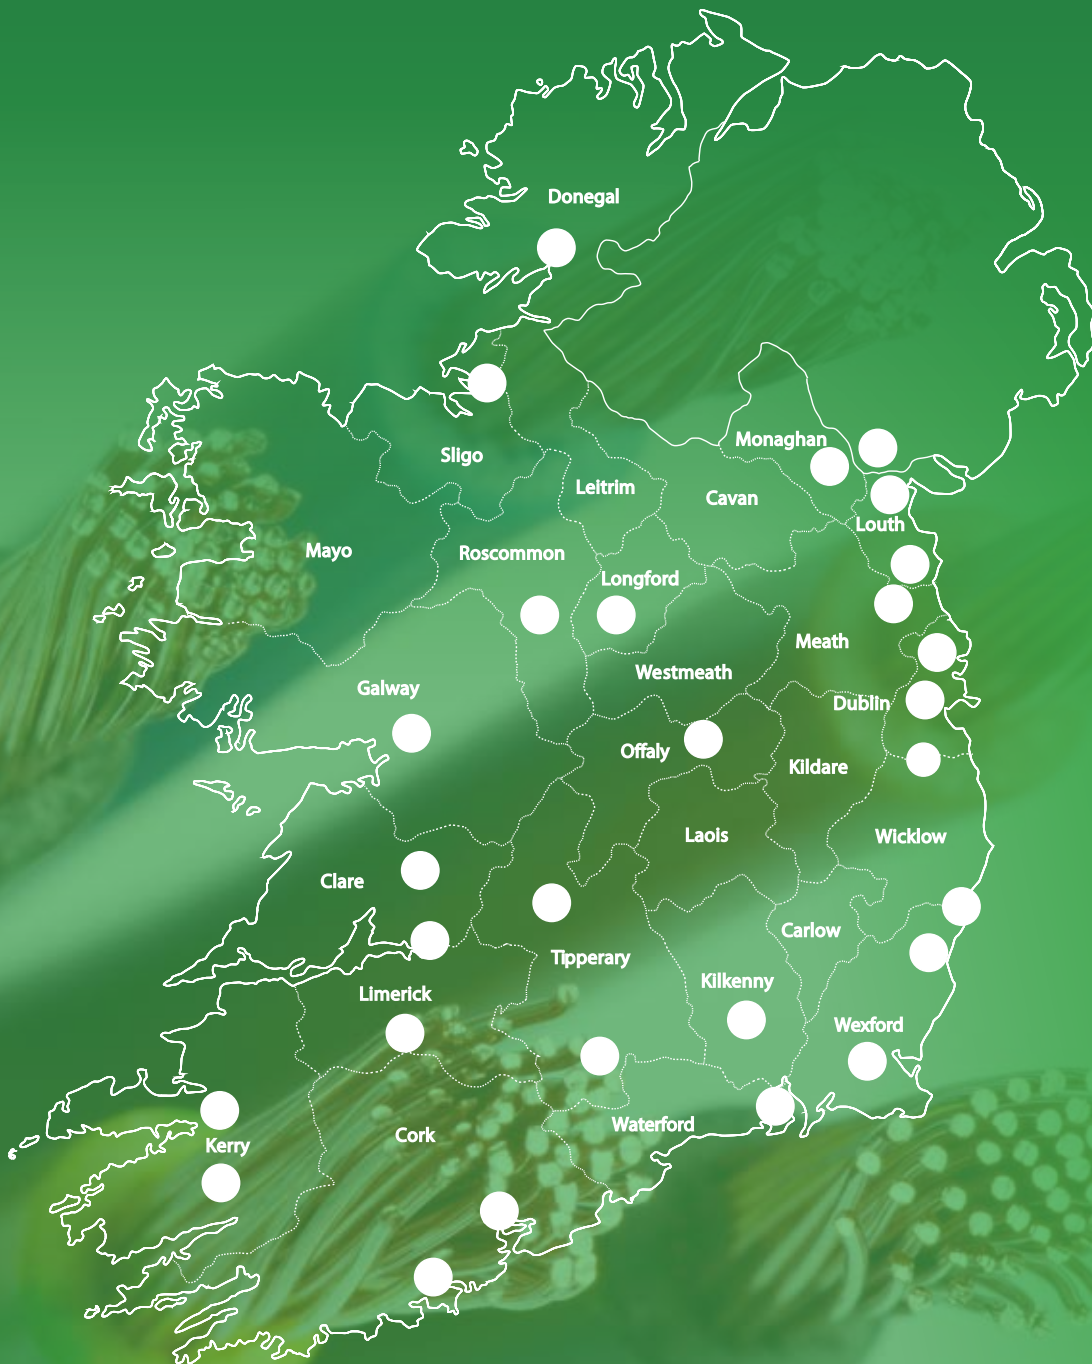 Donegal
Monaghan
Sligo
Leitrim
Cavan
Louth
Mayo
Roscommon
Longford
Meath
Westmeath
Galway
Dublin
Offaly
Kildare
Laois
Wicklow
Clare
Carlow
Tipperary
Kilkenny
Limerick
Wexford
Waterford
Cork
Kerry